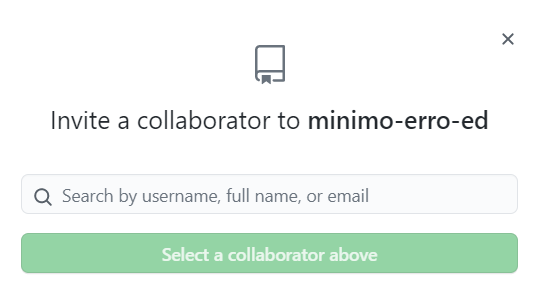 Invite a collaborator to minimo-erro-ed
Search by username, full name, or email
Select a collaborator above